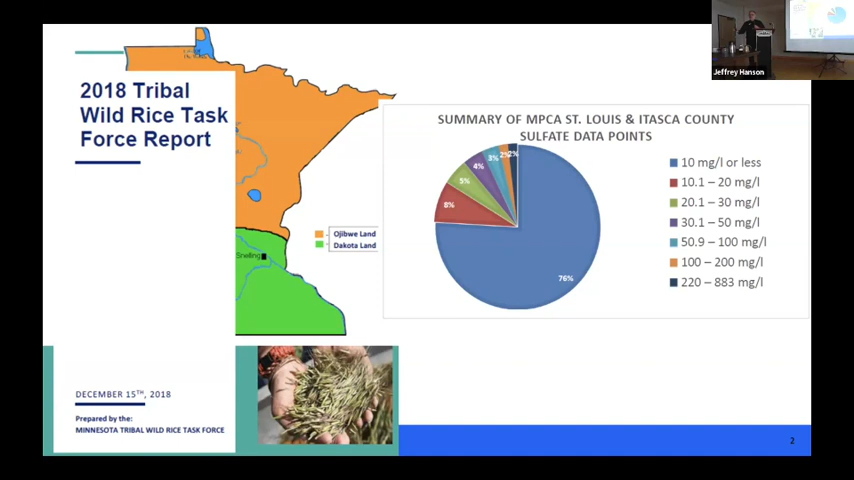 2018 Tribal
Wild Rice Task
Force Report
Ojibwe Land
Dakota Land
Snelling
DECEMBER 15TH, 2018
Prepared by the:
MINNESOTA TRIBAL WILD RICE TASK FORCE
SUMMARY OF MPCA ST. LOUIS & ITASCA COUNTY
SULFATE DATA POINTS
76%
8%
5%
4%
3%
2%
2%
10 mg/l or less
10.1 – 20 mg/l
20.1 – 30 mg/l
30.1 – 50 mg/l
50.9 – 100 mg/l
100 – 200 mg/l
220 – 883 mg/l
2
Jeffrey Hanson